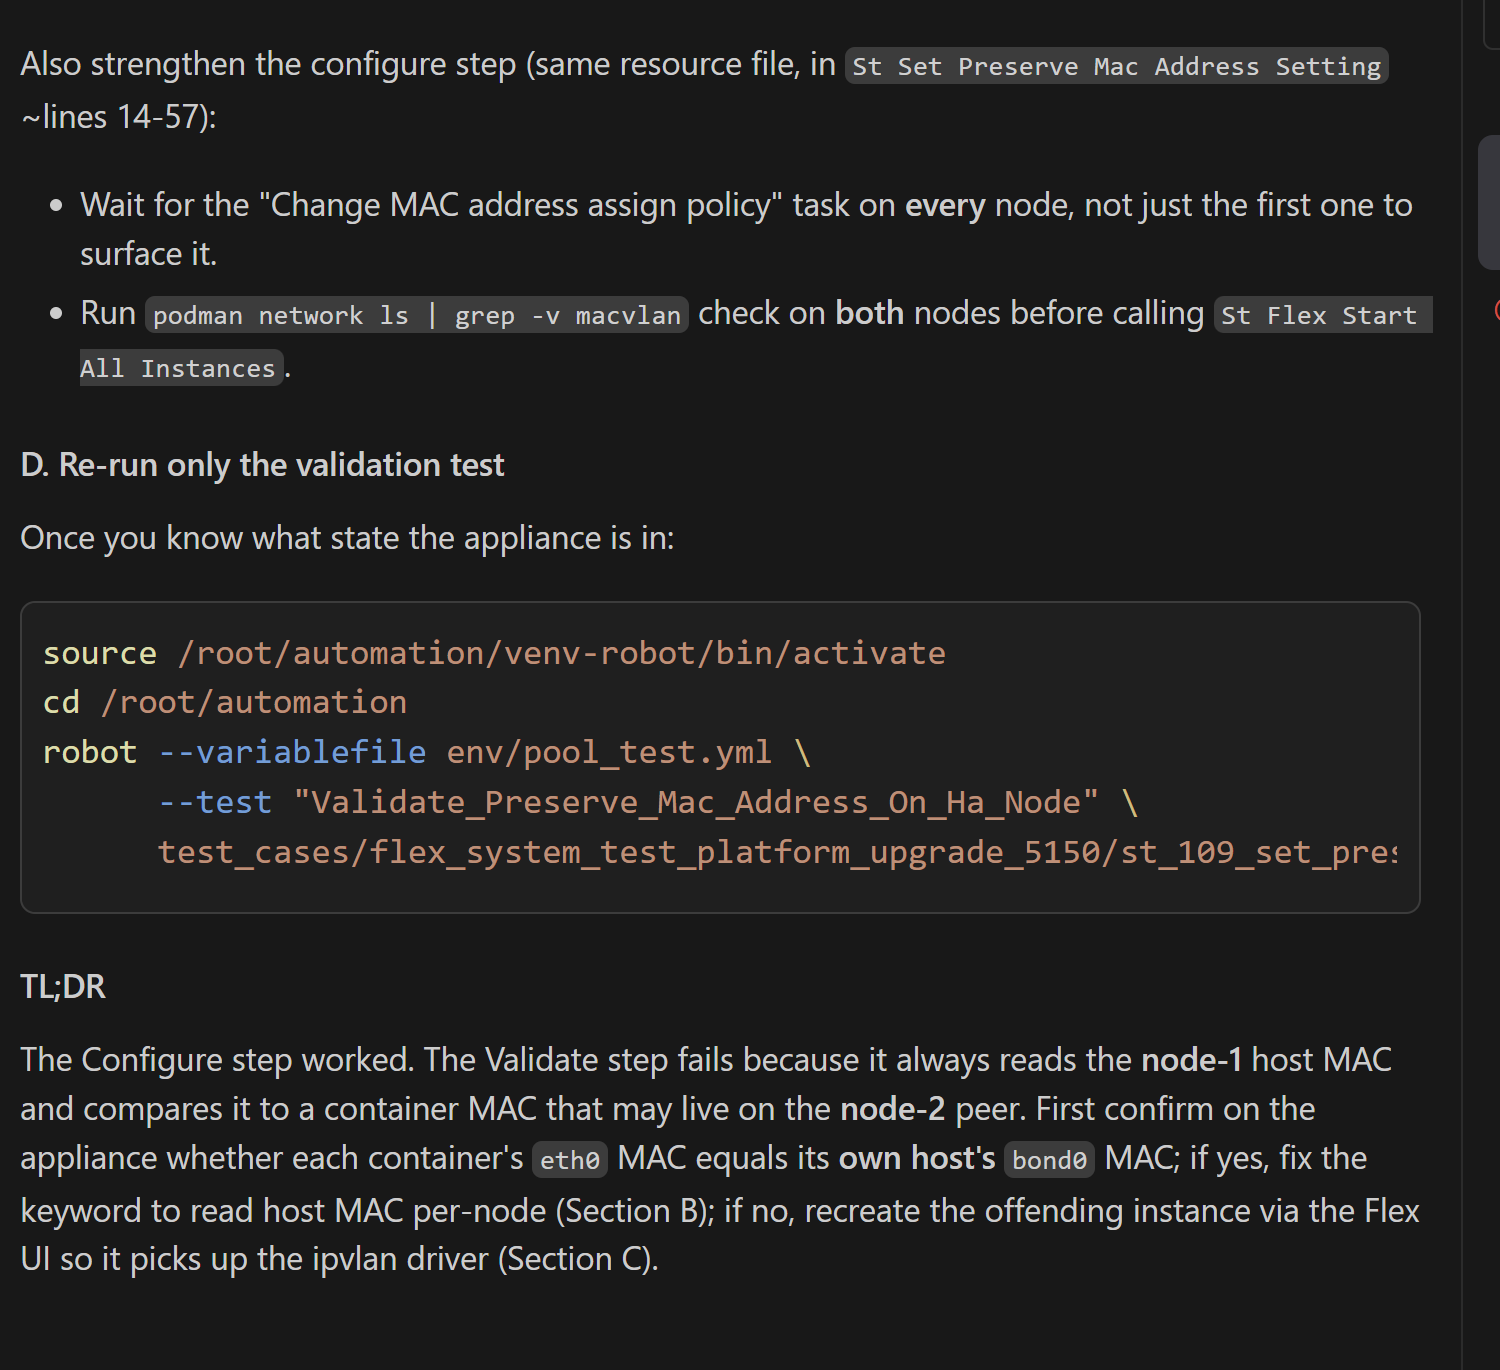 Also strengthen the configure step (same resource file, in St Set Preserve Mac Address Setting
~lines 14-57):
• Wait for the "Change MAC address assign policy" task on every node, not just the first one to
surface it.
• Run podman network ls | grep -v macvlan check on both nodes before calling St Flex Start
All Instances.
D. Re-run only the validation test
Once you know what state the appliance is in:
source /root/automation/venv-robot/bin/activate
cd /root/automation
robot --variablefile env/pool_test.yml \
--test "Validate_Preserve_Mac_Address_On_Ha_Node" \
test_cases/flex_system_test_platform_upgrade_5150/st_109_set_pres
TL;DR
The Configure step worked. The Validate step fails because it always reads the node-1 host MAC
and compares it to a container MAC that may live on the node-2 peer. First confirm on the
appliance whether each container's eth0 MAC equals its own host's bond0 MAC; if yes, fix the
keyword to read host MAC per-node (Section B); if no, recreate the offending instance via the Flex
UI so it picks up the ipvlan driver (Section C).